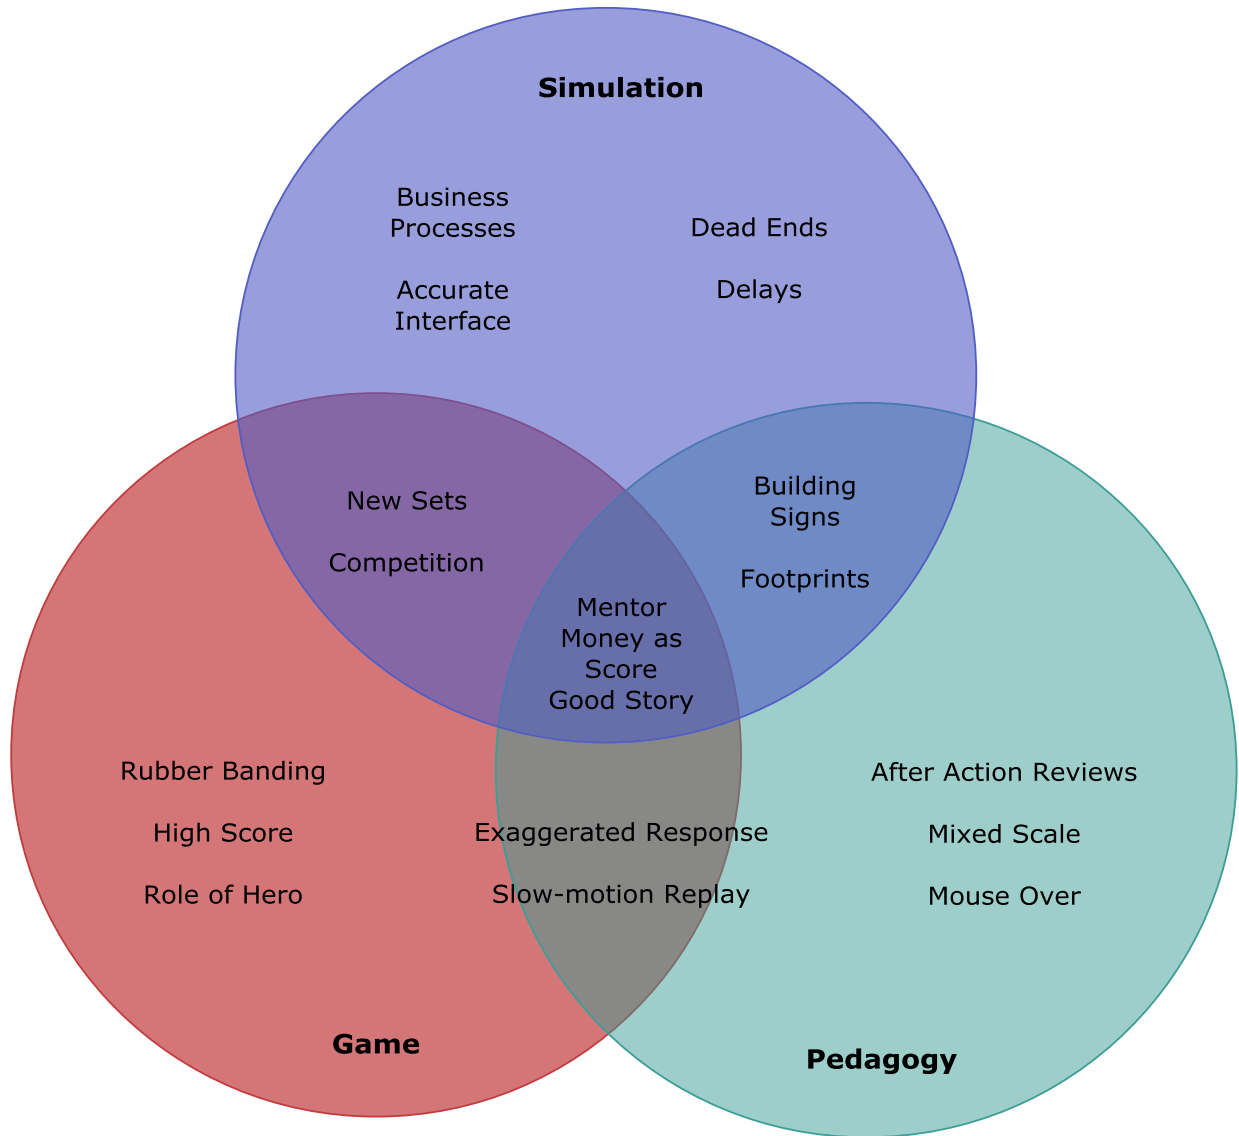 Simulation
Business
Processes
Accurate
Interface
Dead Ends
Delays
New Sets
Competition
Building
Signs
Footprints
Mentor
Money as
Score
Good Story
Rubber Banding
High Score
Role of Hero
Exaggerated Response
Slow-motion Replay
After Action Reviews
Mixed Scale
Mouse Over
Game
Pedagogy